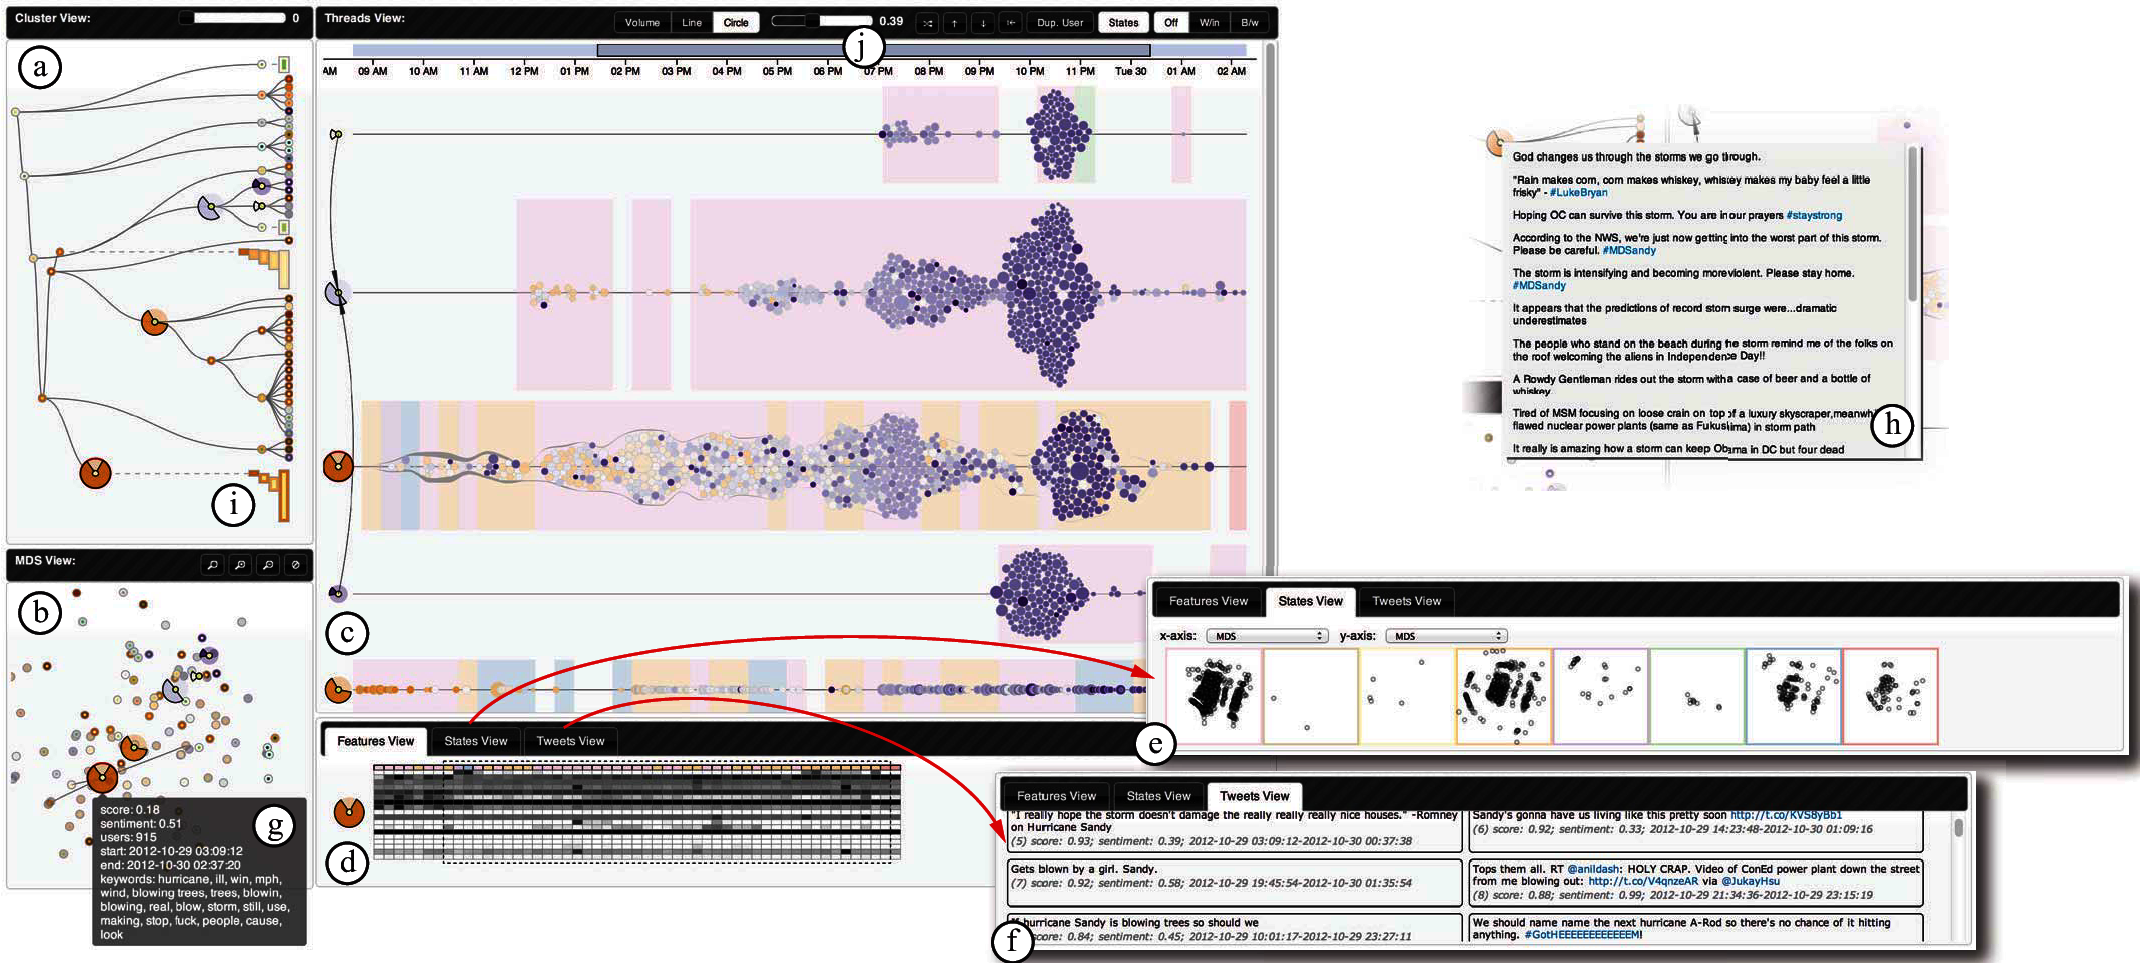 Cluster View:
0
Threads View:
Volume Line Circle
0.39
Dup. User States Off W/in B/w
a
j
AM 09 AM 10 AM 11 AM 12 PM 01 PM 02 PM 03 PM 04 PM 05 PM 06 PM 07 PM 08 PM 09 PM 10 PM 11 PM Tue 30 01 AM 02 AM
God changes us through the storms we go through.
"Rain makes corn, corn makes whiskey, whiskey makes my baby feel a little
frisky" - #LukeBryan
Hoping OC can survive this storm. You are in our prayers #staystrong
According to the NWS, we're just now getting into the worst part of this storm.
Please be careful. #MDSandy
The storm is intensifying and becoming more violent. Please stay home.
#MDSandy
It appears that the predictions of record storm surge were...dramatic
underestimates
The people who stand on the beach during the storm remind me of the folks on
the roof welcoming the aliens in Independence Day!!
A Rowdy Gentleman rides out the storm with a case of beer and a bottle of
whiskey
Tired of MSM focusing on loose crain on top of a luxury skyscraper,meanwh
flawed nuclear power plants (same as Fukushima) in storm path
It really is amazing how a storm can keep Obama in DC but four dead
h
i
MDS View:
b
c
score: 0.18
sentiment: 0.51
users: 915
start: 2012-10-29 03:09:12
end: 2012-10-30 02:37:20
keywords: hurricane, ill, win, mph,
wind, blowing trees, trees, blowin,
blowing, real, blow, storm, still, use,
making, stop, fuck, people, cause,
look
g
Features View States View Tweets View
d
Features View States View Tweets View
x-axis: MDS y-axis: MDS
e
Features View States View Tweets View
"I really hope the storm doesn't damage the really really really nice houses." -Romney
on Hurricane Sandy
(5) score: 0.93; sentiment: 0.39; 2012-10-29 03:09:12-2012-10-30 00:37:38
Sandy's gonna have us living like this pretty soon http://t.co/KVS8yBb1
(6) score: 0.92; sentiment: 0.33; 2012-10-29 14:23:48-2012-10-30 01:09:16
Gets blown by a girl. Sandy.
(7) score: 0.92; sentiment: 0.58; 2012-10-29 19:45:54-2012-10-30 01:35:54
Tops them all. RT @anildash: HOLY CRAP. Video of ConEd power plant down the street
from me blowing out: http://t.co/V4qnzeAR via @JukayHsu
(8) score: 0.88; sentiment: 0.99; 2012-10-29 21:34:36-2012-10-29 23:15:19
hurricane Sandy is blowing trees so should we
score: 0.84; sentiment: 0.45; 2012-10-29 10:01:17-2012-10-29 23:27:11
We should name name the next hurricane A-Rod so there's no chance of it hitting
anything. #GotHEEEEEEEEEEEEM!
f